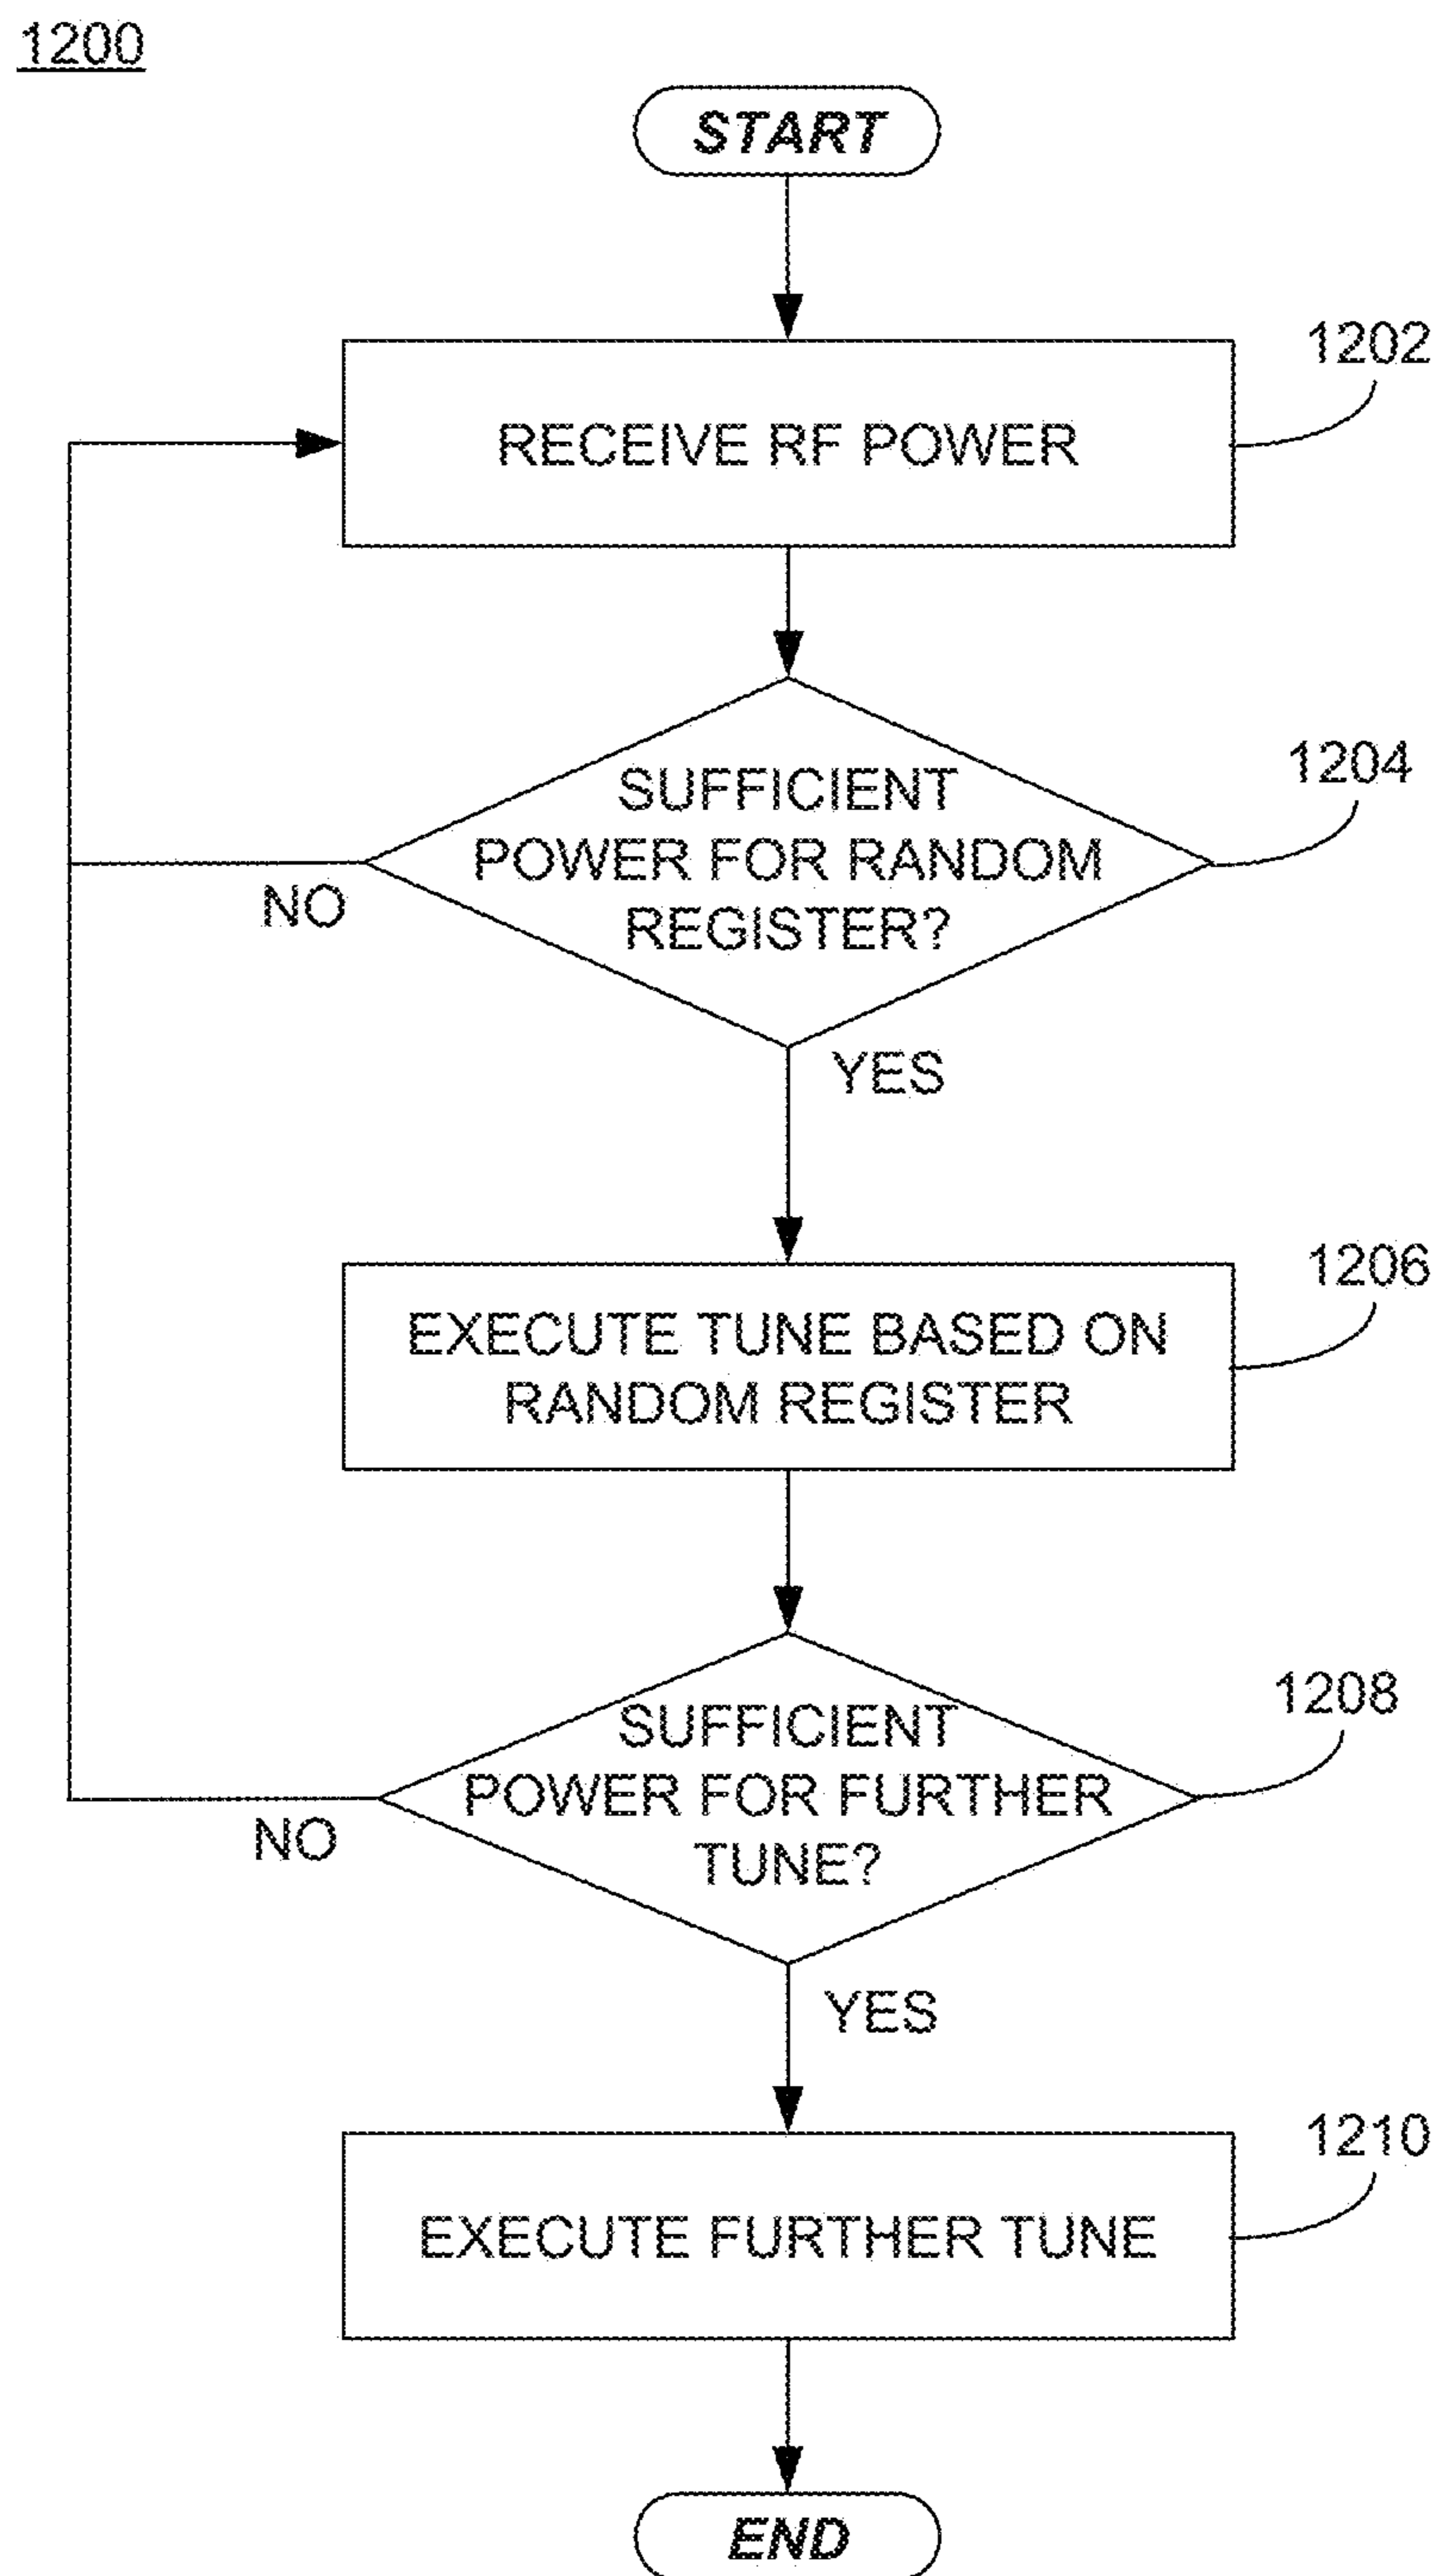 1200
START
RECEIVE RF POWER
1202
SUFFICIENT
POWER FOR RANDOM
REGISTER?
1204
NO
YES
EXECUTE TUNE BASED ON
RANDOM REGISTER
1206
SUFFICIENT
POWER FOR FURTHER
TUNE?
1208
NO
YES
EXECUTE FURTHER TUNE
1210
END